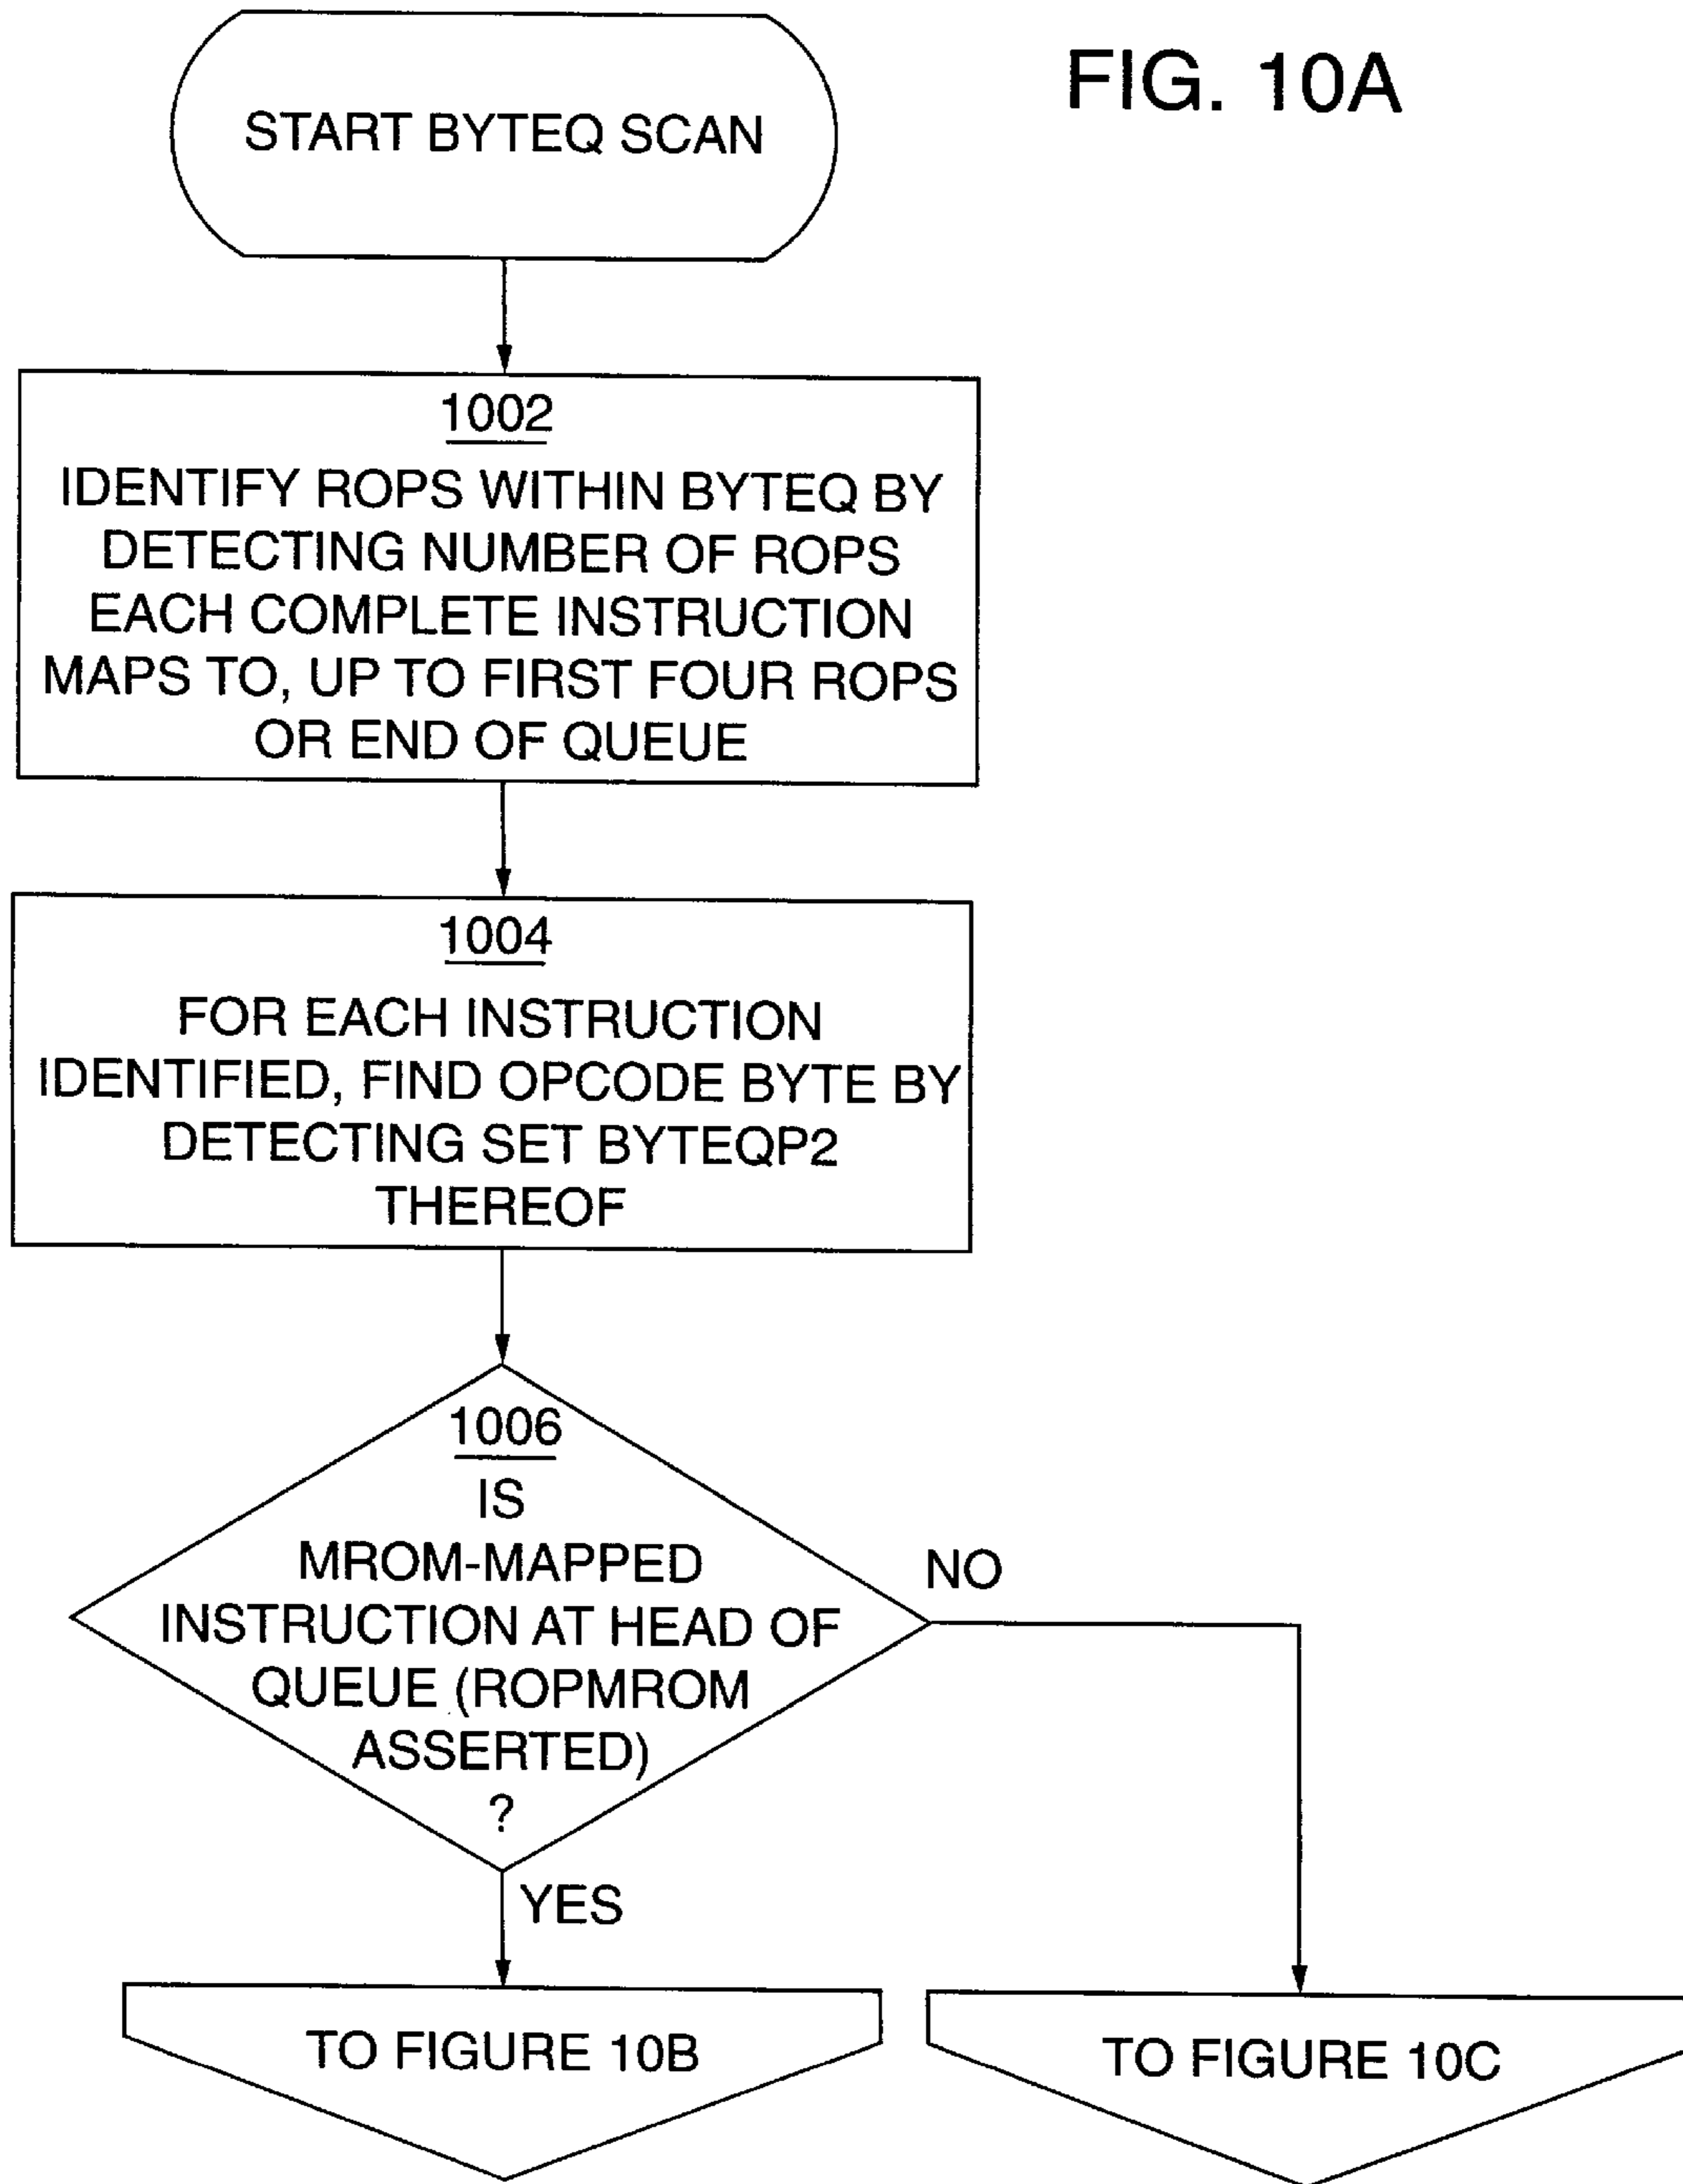 FIG. 10A
START BYTEQ SCAN
1002
IDENTIFY ROPS WITHIN BYTEQ BY
DETECTING NUMBER OF ROPS
EACH COMPLETE INSTRUCTION
MAPS TO, UP TO FIRST FOUR ROPS
OR END OF QUEUE
1004
FOR EACH INSTRUCTION
IDENTIFIED, FIND OPCODE BYTE BY
DETECTING SET BYTEQP2
THEREOF
1006
IS
MROM-MAPPED
INSTRUCTION AT HEAD OF
QUEUE (ROPMROM
ASSERTED)
?
NO
YES
TO FIGURE 10B
TO FIGURE 10C